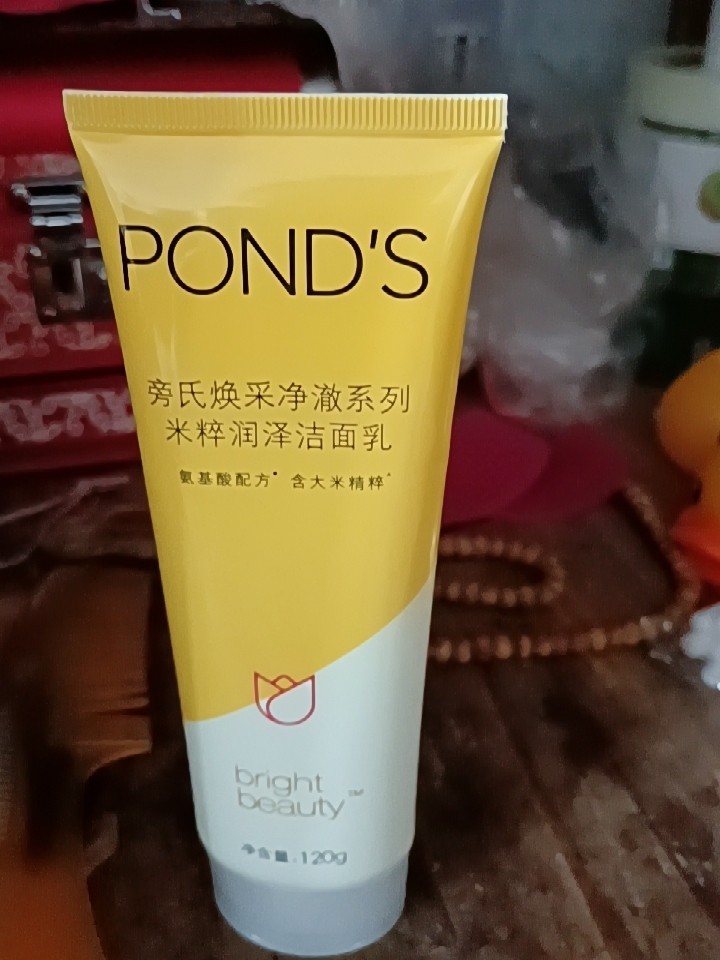 POND'S
旁氏焕采净澈系列
米粹润泽洁面乳
氨基酸配方* 含大米精粹^
bright
beauty™
净含量:120g